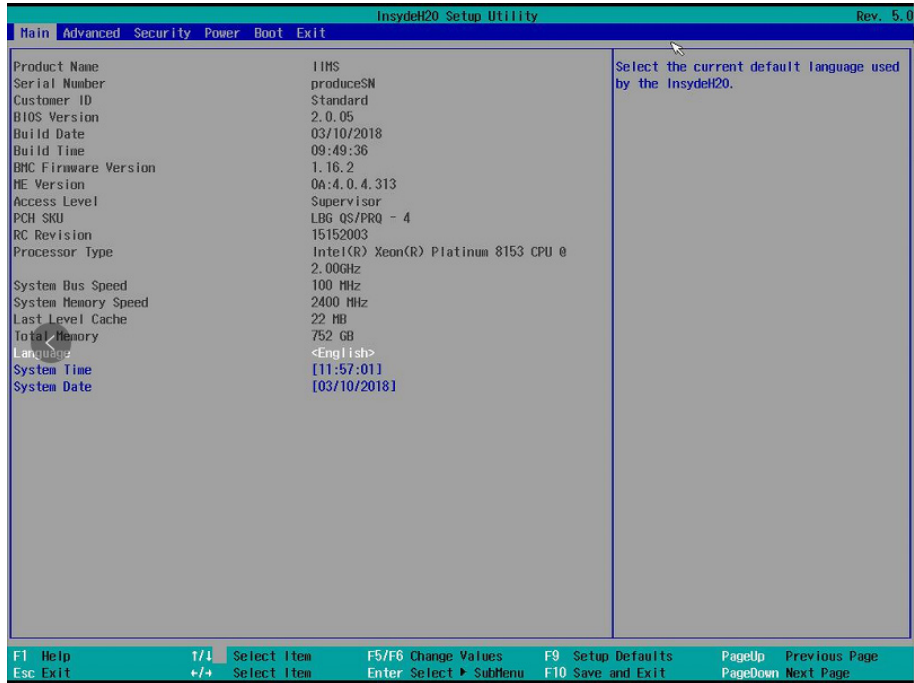 InsydeH2O Setup Utility Rev. 5.0
Main Advanced Security Power Boot Exit
Product Name IIMS
Serial Number produceSN
Customer ID Standard
BIOS Version 2.0.05
Build Date 03/10/2018
Build Time 09:49:36
BMC Firmware Version 1.16.2
ME Version 0A:4.0.4.313
Access Level Supervisor
PCH SKU LBG QS/PRQ - 4
RC Revision 15152003
Processor Type Intel(R) Xeon(R) Platinum 8153 CPU @
2.00GHz
System Bus Speed 100 MHz
System Memory Speed 2400 MHz
Last Level Cache 22 MB
Total Memory 752 GB
Language <English>
System Time [11:57:01]
System Date [03/10/2018]
Select the current default language used
by the InsydeH2O.
F1 Help ↑/↓ Select Item F5/F6 Change Values F9 Setup Defaults PageUp Previous Page
Esc Exit ←/→ Select Item Enter Select ▶ SubMenu F10 Save and Exit PageDown Next Page